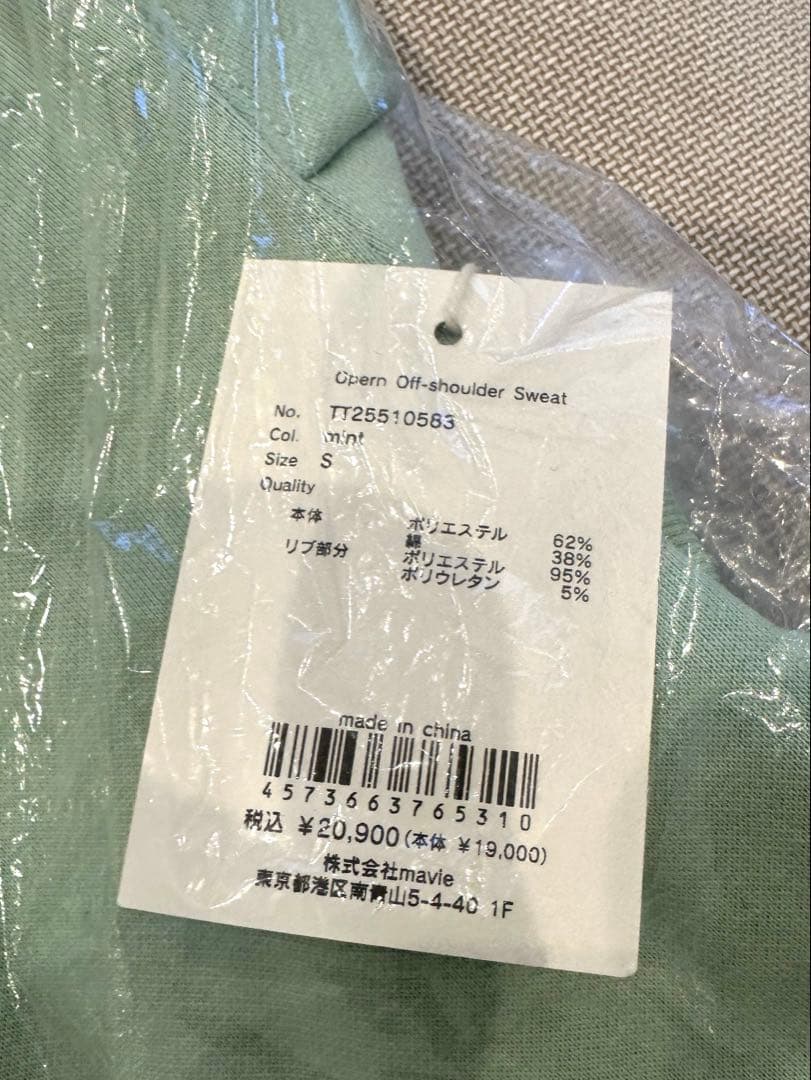 Opern Off-shoulder Sweat
No. TT25510583
Col. mint
Size S
Quality
本体 ポリエステル 62%
綿 38%
リブ部分 ポリエステル 95%
ポリウレタン 5%
made in china
4573663765310
税込 ¥20,900(本体 ¥19,000)
株式会社mavie
東京都港区南青山5-4-40 1F